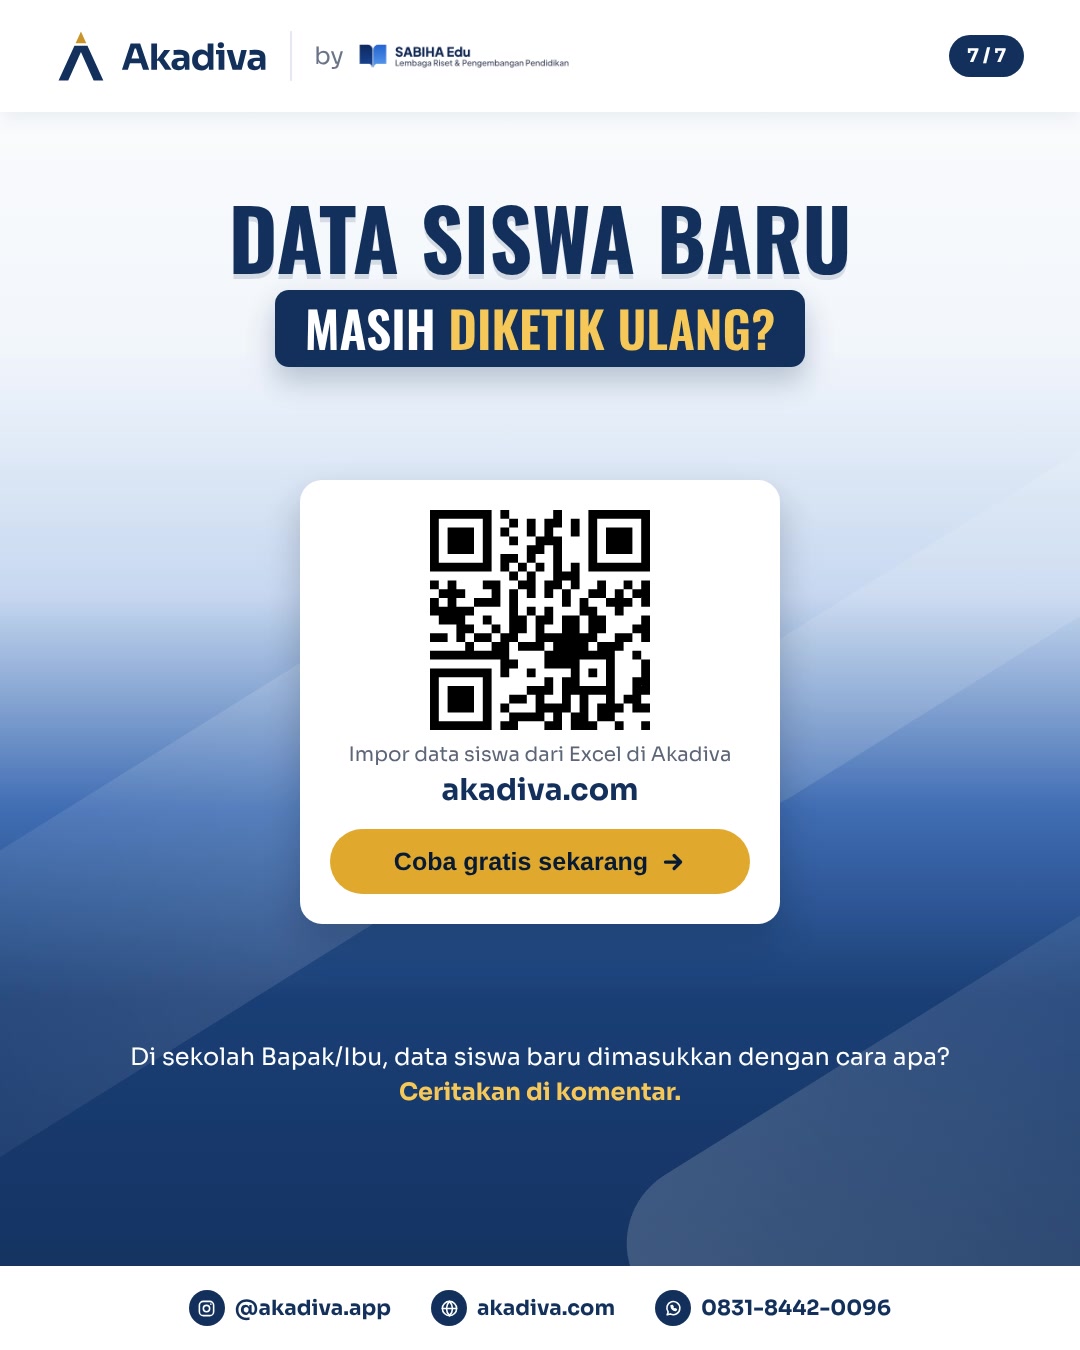 Akadiva
by
SABIHA Edu
Lembaga Riset & Pengembangan Pendidikan
7 / 7
DATA SISWA BARU
MASIH DIKETIK ULANG?
Impor data siswa dari Excel di Akadiva
akadiva.com
Coba gratis sekarang →
Di sekolah Bapak/Ibu, data siswa baru dimasukkan dengan cara apa?
Ceritakan di komentar.
@akadiva.app
akadiva.com
0831-8442-0096